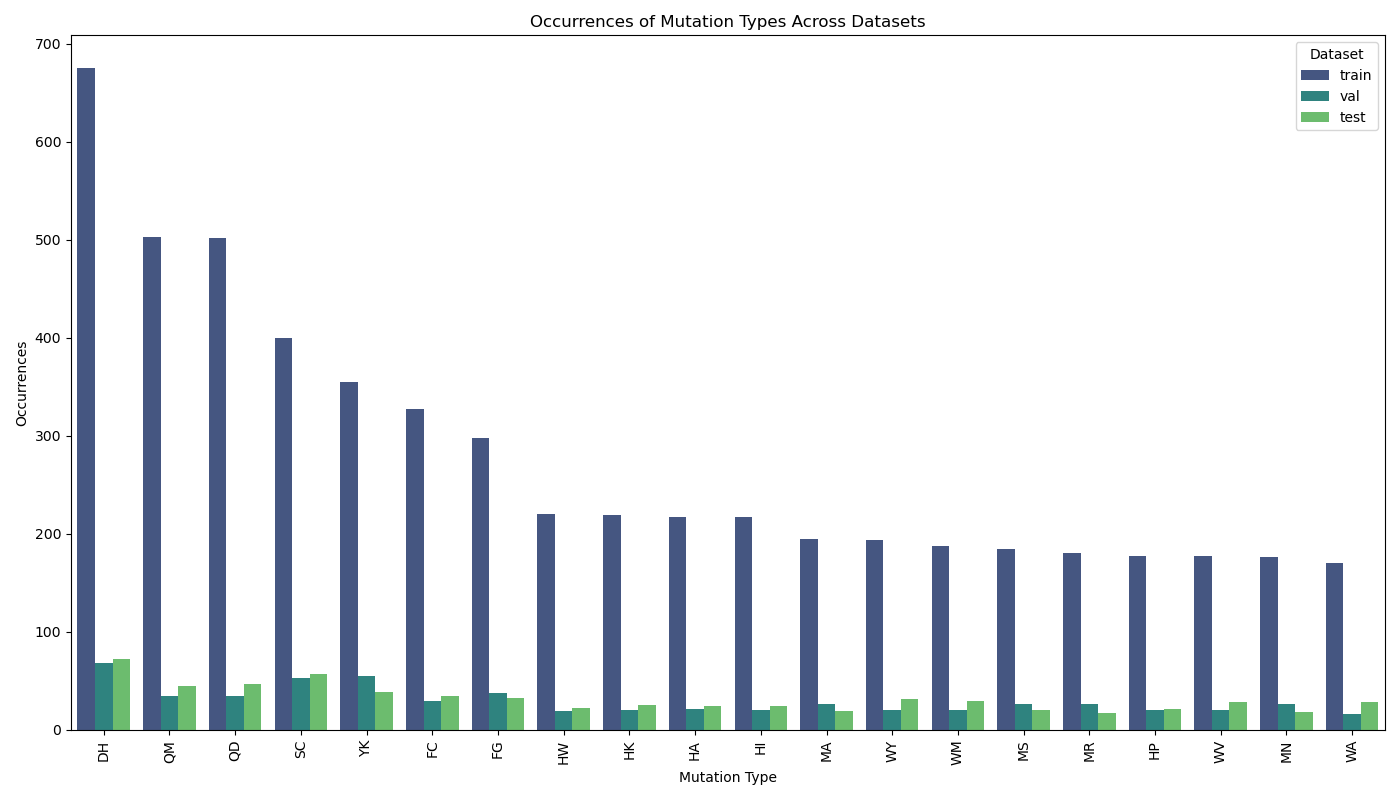 Occurrences of Mutation Types Across Datasets
Occurrences
700
600
500
400
300
200
100
0
Dataset
train
val
test
DH
QM
QD
SC
YK
FC
FG
HW
HK
HA
HI
MA
WY
WM
MS
MR
HP
WV
MN
WA
Mutation Type